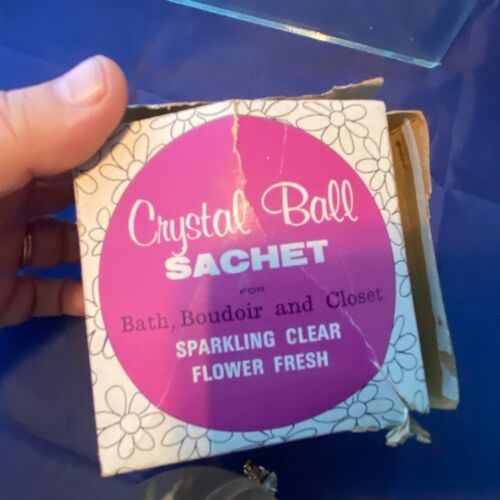 Crystal Ball
SACHET
FOR
Bath, Boudoir and Closet
SPARKLING CLEAR
FLOWER FRESH